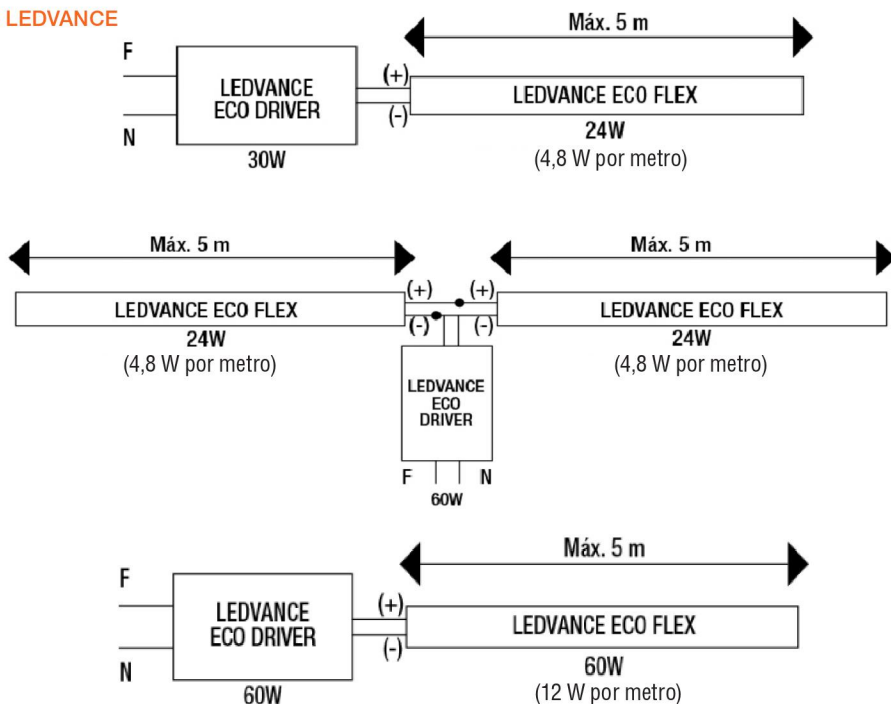 LEDVANCE
Máx. 5 m
F
(+)
LEDVANCE
ECO DRIVER
LEDVANCE ECO FLEX
(-)
N
24W
30W
(4,8 W por metro)
Máx. 5 m
Máx. 5 m
(+)
(+)
LEDVANCE ECO FLEX
LEDVANCE ECO FLEX
(-)
(-)
24W
24W
(4,8 W por metro)
(4,8 W por metro)
LEDVANCE
ECO
DRIVER
F
N
60W
Máx. 5 m
F
(+)
LEDVANCE
ECO DRIVER
LEDVANCE ECO FLEX
(-)
N
60W
60W
(12 W por metro)